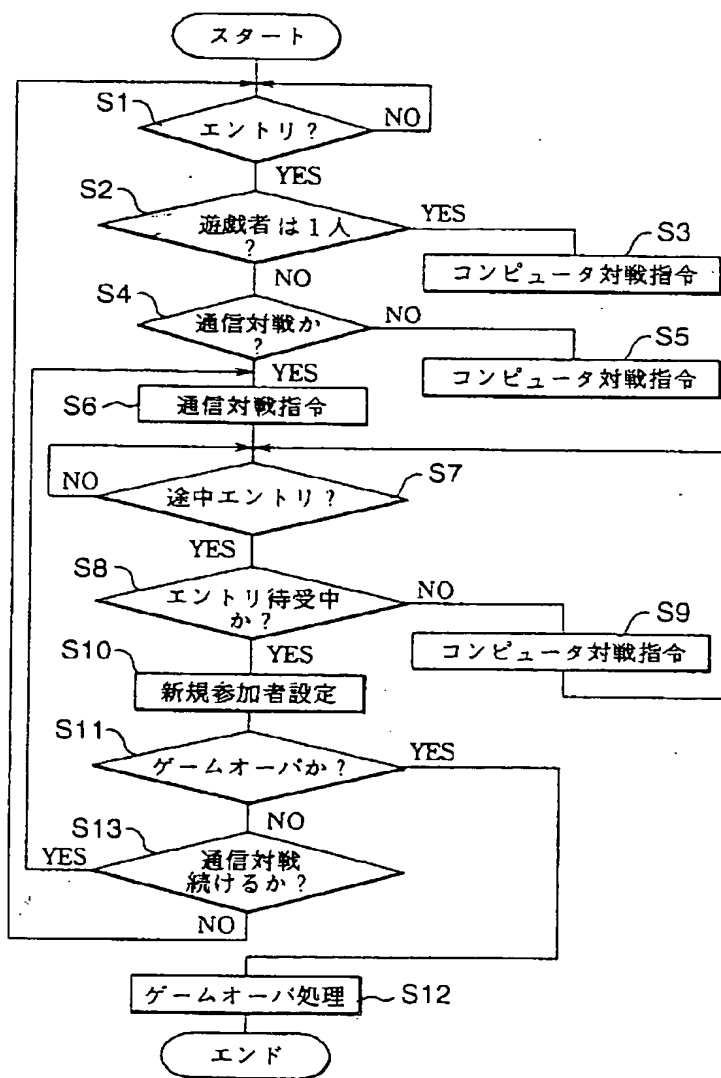 スタート
S1
エントリ?
NO
YES
S2
遊戯者は1人
?
YES
S3
コンピュータ対戦指令
NO
S4
通信対戦か
?
NO
S5
コンピュータ対戦指令
YES
S6
通信対戦指令
NO
途中エントリ?
S7
YES
S8
エントリ待受中
か?
NO
S9
コンピュータ対戦指令
YES
S10
新規参加者設定
S11
ゲームオーバか?
YES
NO
S13
YES
通信対戦
続けるか?
NO
ゲームオーバ処理
S12
エンド